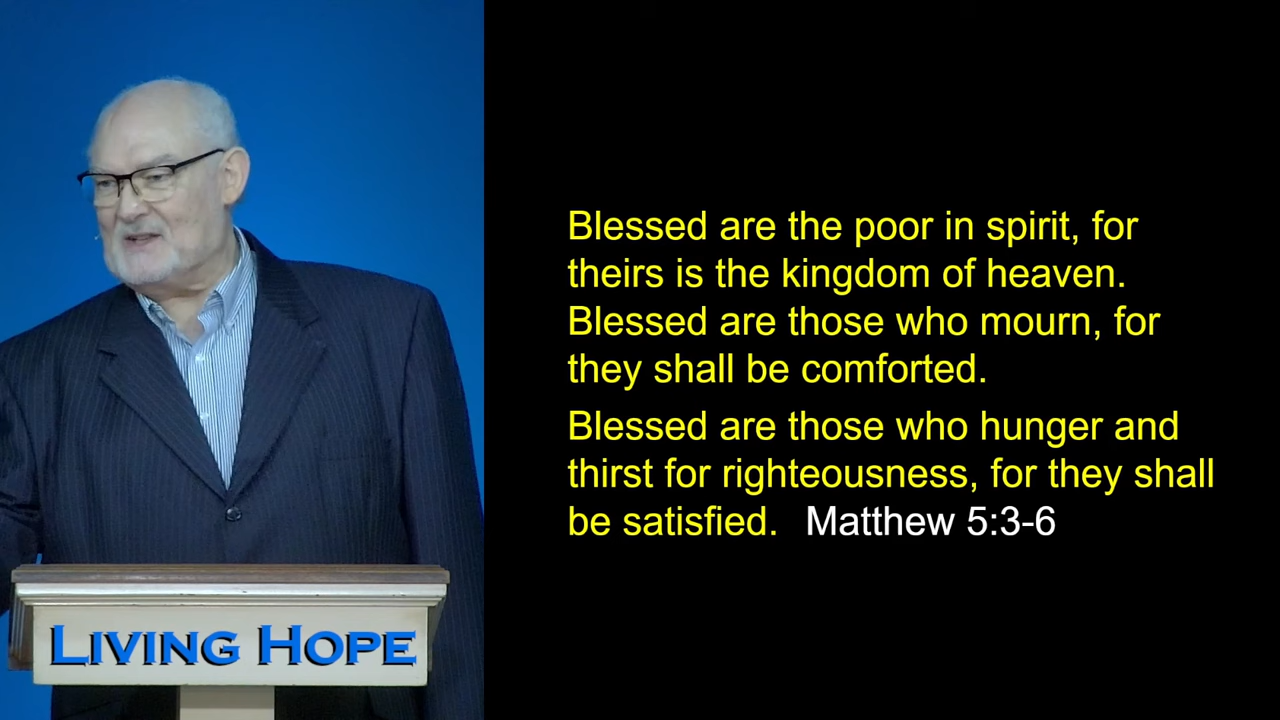 Blessed are the poor in spirit, for
theirs is the kingdom of heaven.
Blessed are those who mourn, for
they shall be comforted.
Blessed are those who hunger and
thirst for righteousness, for they shall
be satisfied. Matthew 5:3-6
LIVING HOPE